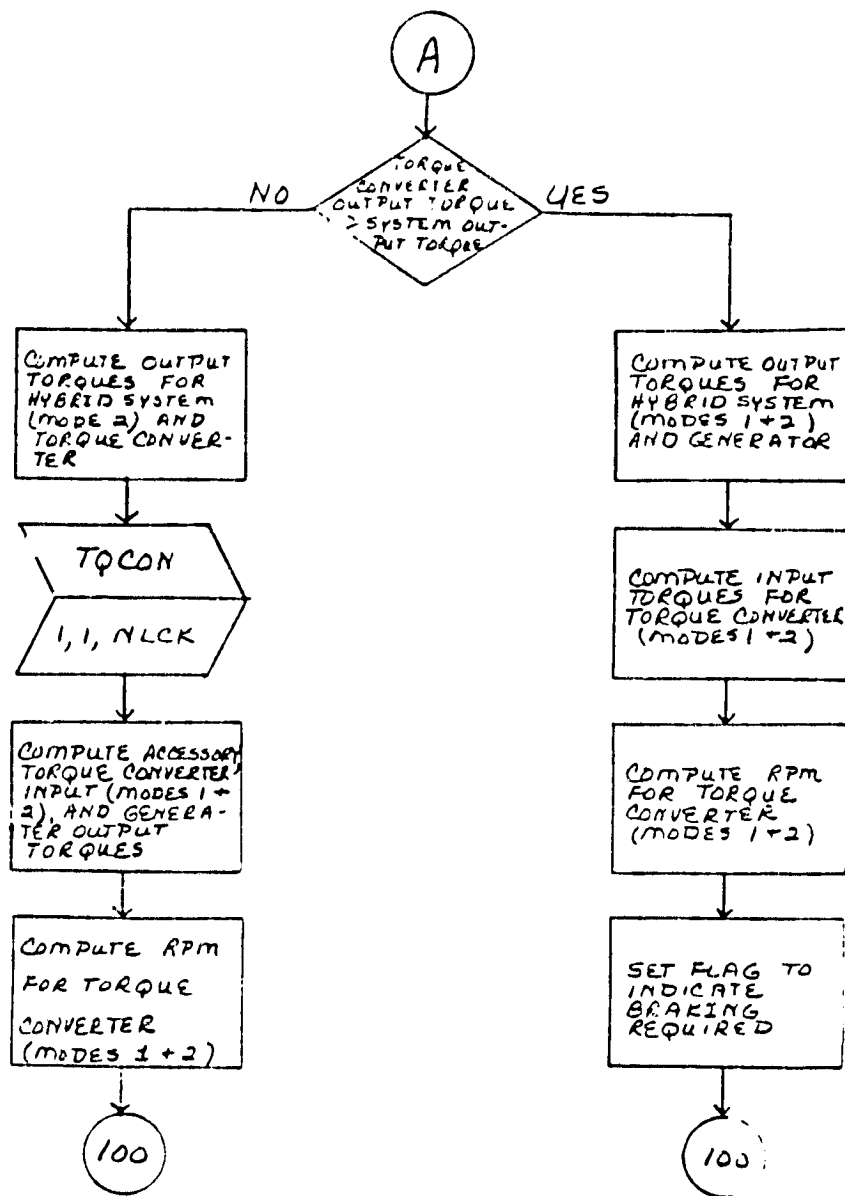 A
TORQUE
CONVERTER
OUTPUT TORQUE
≥ SYSTEM OUT-
PUT TORQUE
NO
YES
COMPUTE OUTPUT
TORQUES FOR
HYBRID SYSTEM
(MODE 2) AND
TORQUE CONVER-
TER
TQCON
1, 1, NLCK
COMPUTE ACCESSORY,
TORQUE CONVERTER
INPUT (MODES 1 +
2), AND GENERA-
TER OUTPUT
TORQUES
COMPUTE RPM
FOR TORQUE
CONVERTER
(MODES 1 + 2)
100
COMPUTE OUTPUT
TORQUES FOR
HYBRID SYSTEM
(MODES 1 + 2)
AND GENERATOR
COMPUTE INPUT
TORQUES FOR
TORQUE CONVERTER
(MODES 1 + 2)
COMPUTE RPM
FOR TORQUE
CONVERTER
(MODES 1 + 2)
SET FLAG TO
INDICATE
BRAKING
REQUIRED
100